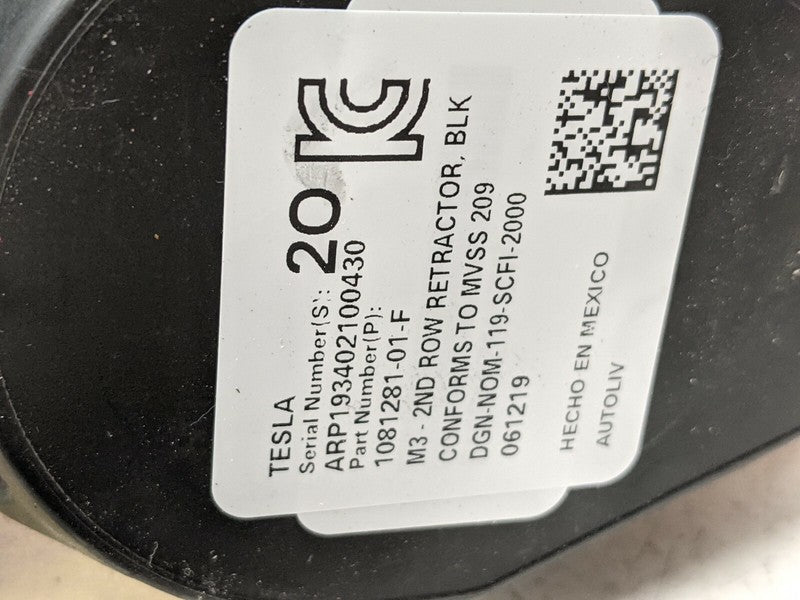 TESLA
Serial Number(S):
20
ARP193402100430
Part Number(P):
1081281-01-F
M3 - 2ND ROW RETRACTOR, BLK
CONFORMS TO MVSS 209
DGN-NOM-119-SCFI-2000
061219
HECHO EN MEXICO
AUTOLIV